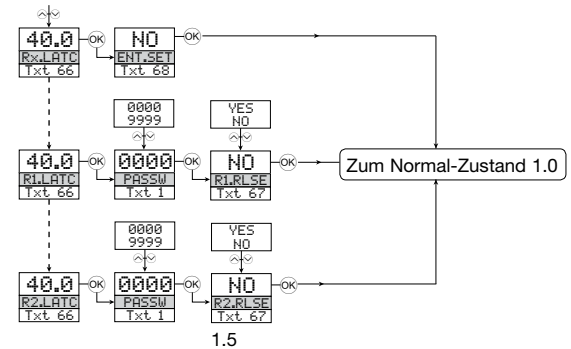 40.0 OK NO OK
Rx.LATC ENT.SET
Txt 66 Txt 68
0000 YES
9999 NO
40.0 OK 0000 OK NO OK Zum Normal-Zustand 1.0
R1.LATC PASSW R1.RLSE
Txt 66 Txt 1 Txt 67
0000 YES
9999 NO
40.0 OK 0000 OK NO OK
R2.LATC PASSW R2.RLSE
Txt 66 Txt 1 Txt 67
1.5